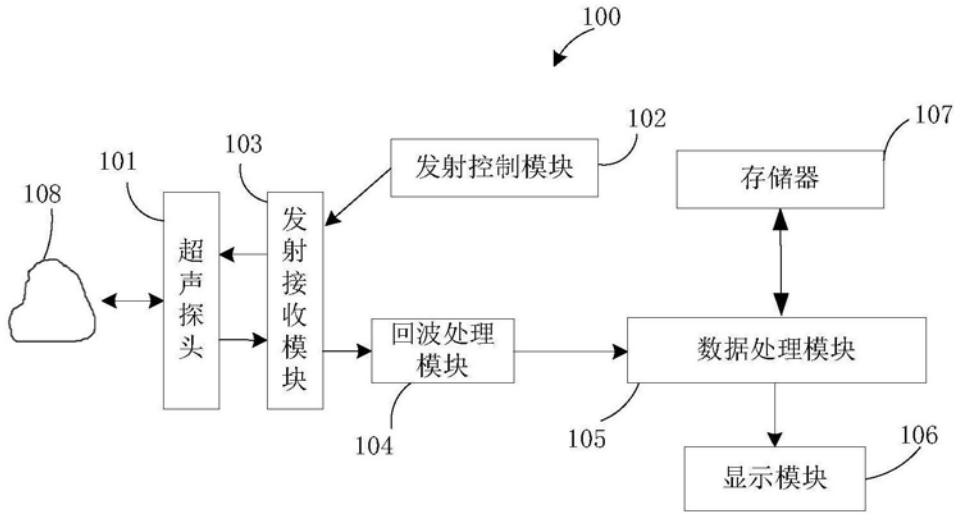 100
102
107
103
发射控制模块
存储器
101
108
超声探头
发射接收模块
回波处理
模块
数据处理模块
104
105
106
显示模块